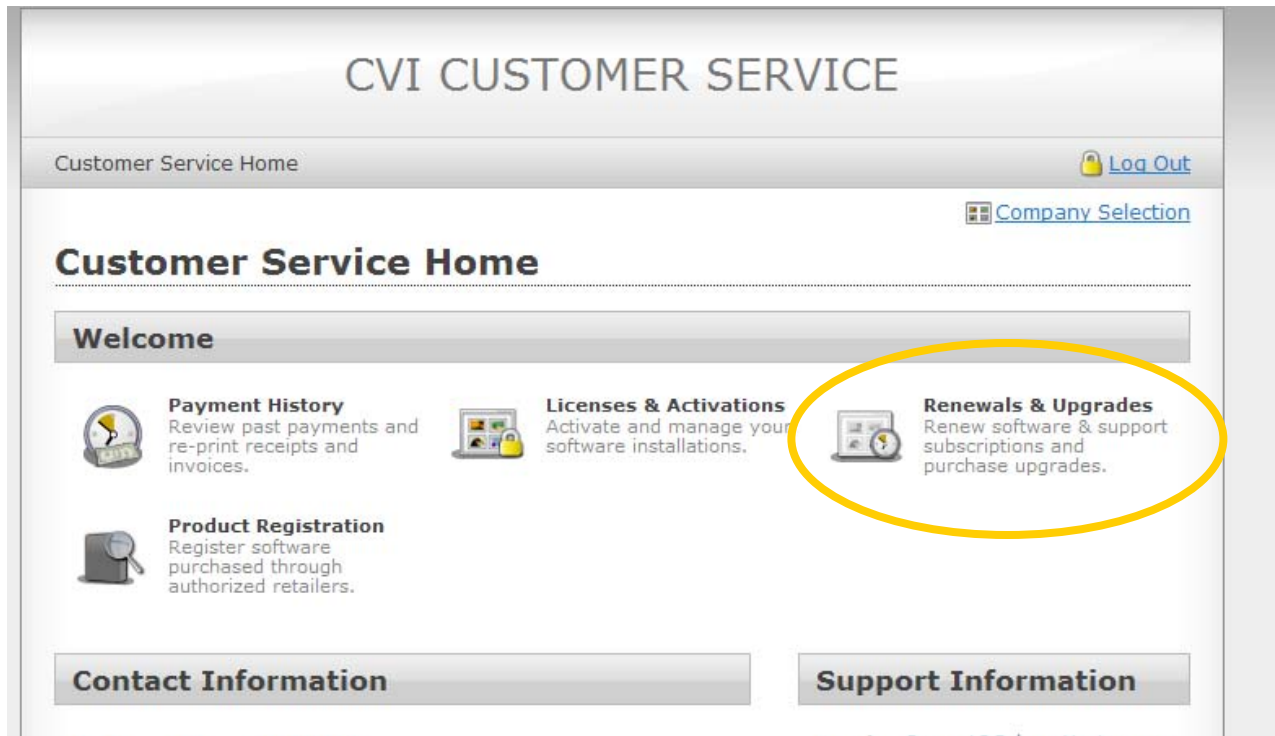 CVI CUSTOMER SERVICE
Customer Service Home
Log Out
Company Selection
Customer Service Home
Welcome
Payment History
Review past payments and
re-print receipts and
invoices.
Licenses & Activations
Activate and manage your
software installations.
Renewals & Upgrades
Renew software & support
subscriptions and
purchase upgrades.
Product Registration
Register software
purchased through
authorized retailers.
Contact Information
Support Information